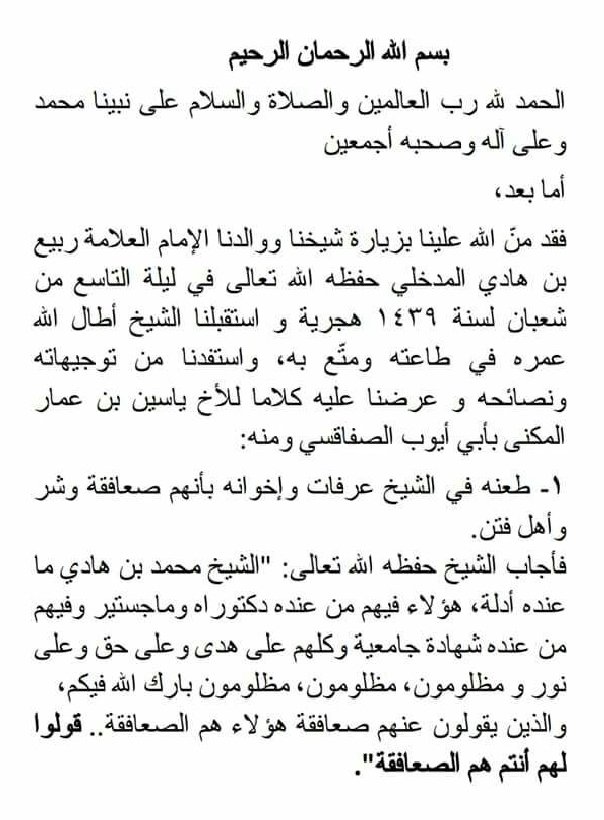 بسم الله الرحمان الرحيم
الحمد لله رب العالمين والصلاة والسلام على نبينا محمد
وعلى آله وصحبه أجمعين
أما بعد،
فقد منّ الله علينا بزيارة شيخنا ووالدنا الإمام العلامة ربيع
بن هادي المدخلي حفظه الله تعالى في ليلة التاسع من
شعبان لسنة ١٤٣٩ هجرية و استقبلنا الشيخ أطال الله
عمره في طاعته ومتّع به، واستفدنا من توجيهاته
ونصائحه و عرضنا عليه كلاما للأخ ياسين بن عمار
المكنى بأبي أيوب الصفاقسي ومنه:
١- طعنه في الشيخ عرفات وإخوانه بأنهم صعافقة وشر
وأهل فتن.
فأجاب الشيخ حفظه الله تعالى: "الشيخ محمد بن هادي ما
عنده أدلة، هؤلاء فيهم من عنده دكتوراه وماجستير وفيهم
من عنده شهادة جامعية وكلهم على هدى وعلى حق وعلى
نور و مظلومون، مظلومون، مظلومون بارك الله فيكم،
والذين يقولون عنهم صعافقة هؤلاء هم الصعافقة.. قولوا
لهم أنتم هم الصعافقة".